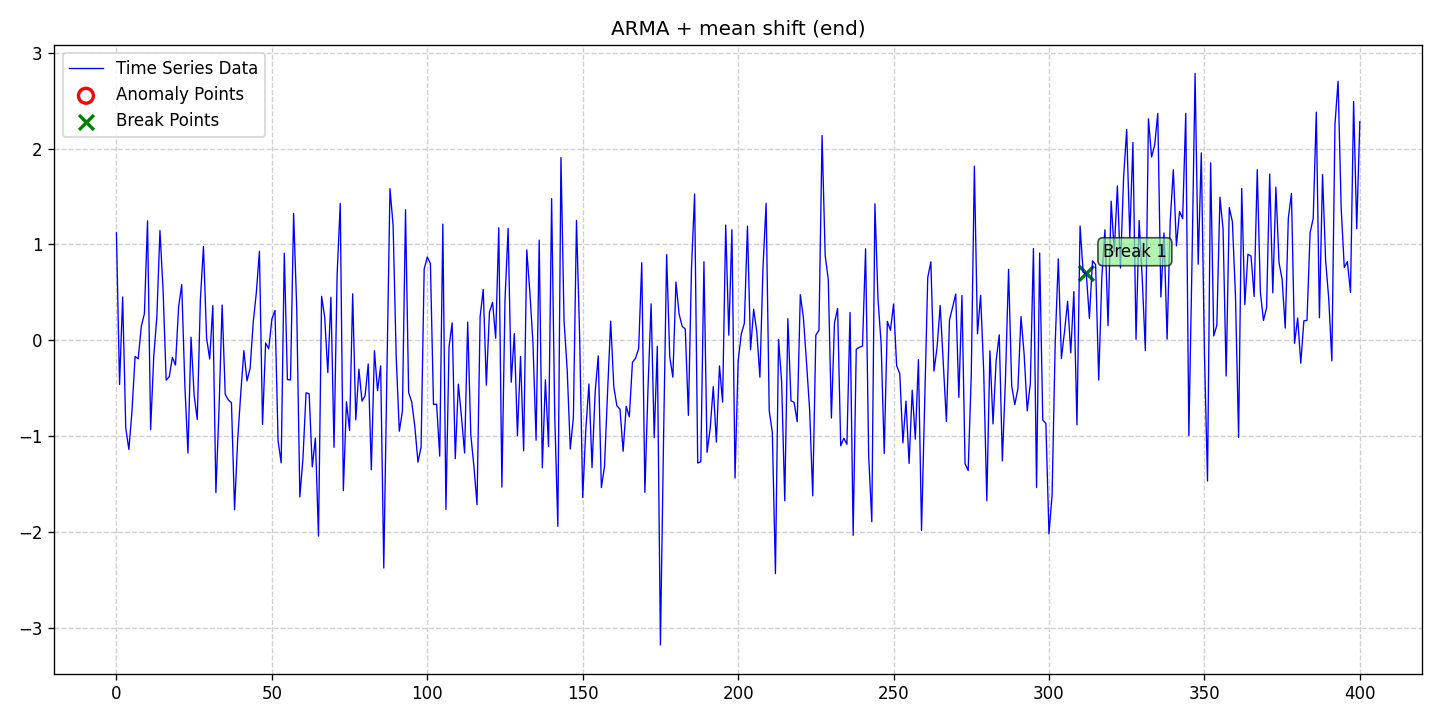 ARMA + mean shift (end)
Time Series Data
Anomaly Points
Break Points
Break 1
3
2
1
0
−1
−2
−3
0 50 100 150 200 250 300 350 400